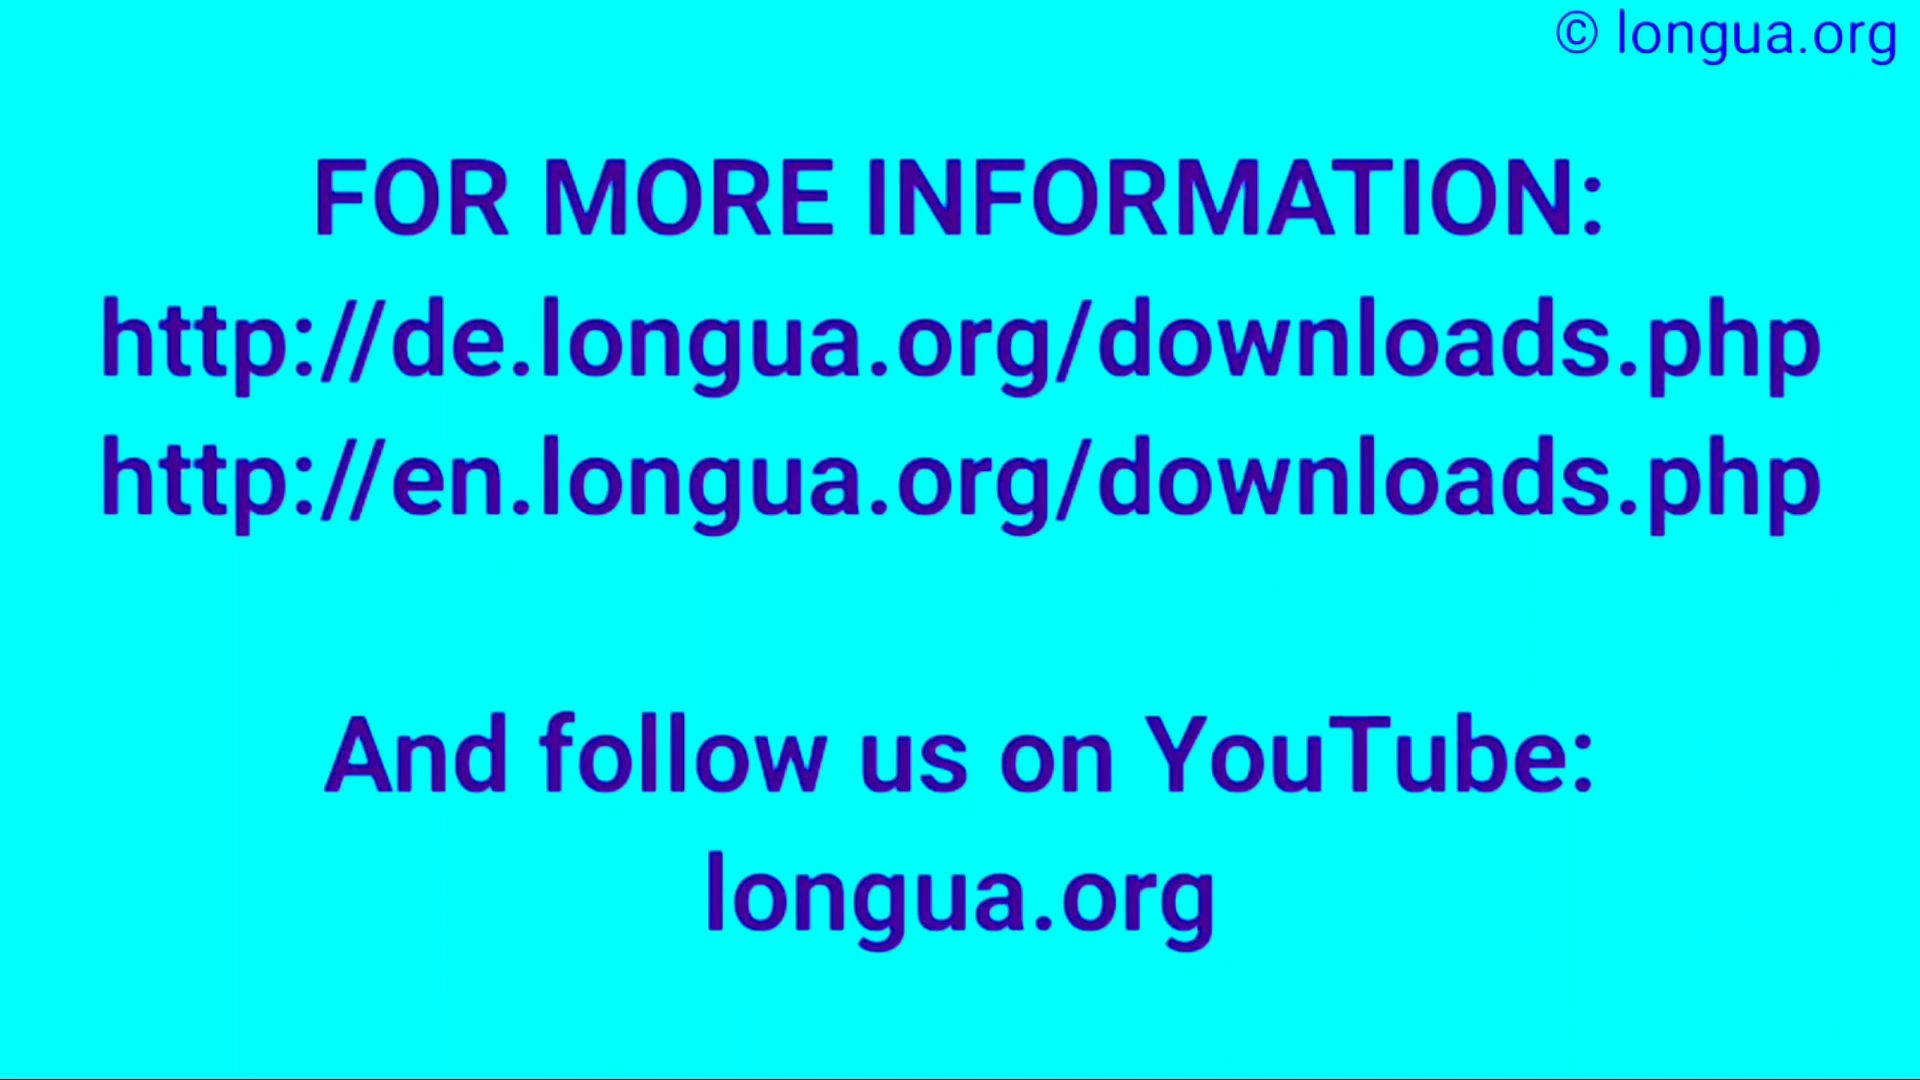 © longua.org
FOR MORE INFORMATION:
http://de.longua.org/downloads.php
http://en.longua.org/downloads.php
And follow us on YouTube:
longua.org